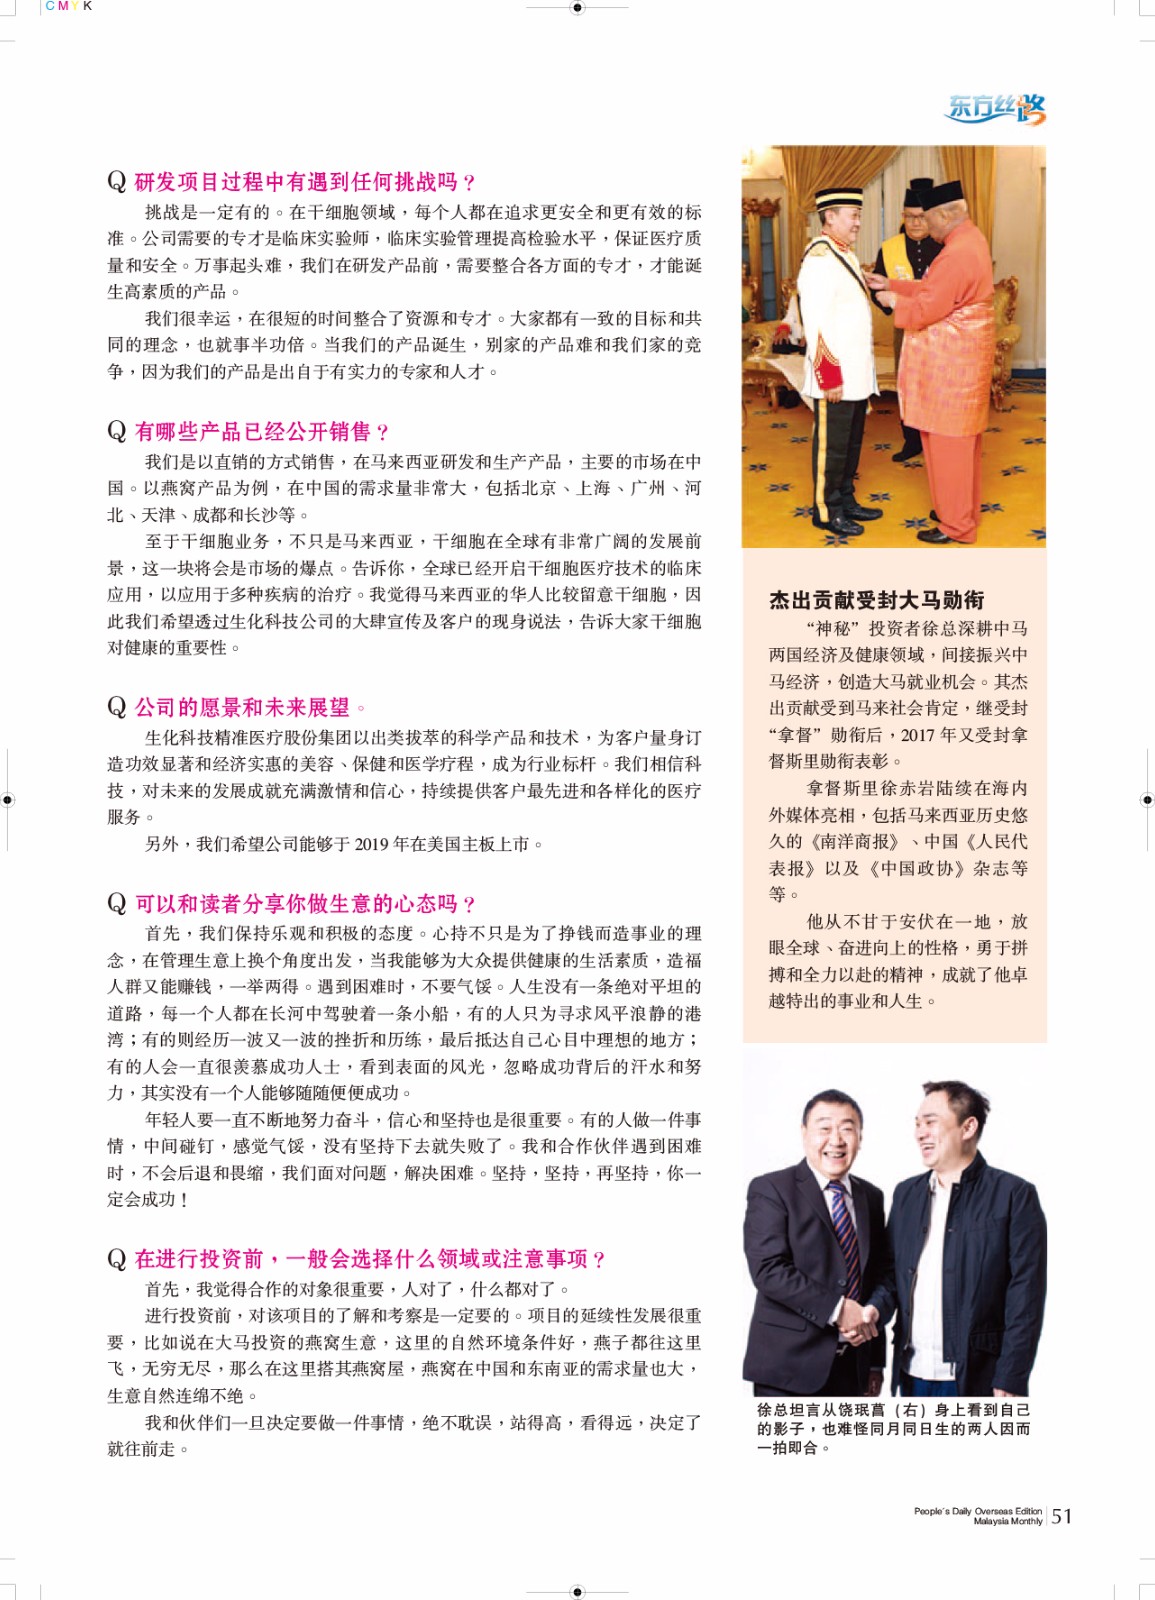 C M Y K
东方丝路
Q 研发项目过程中有遇到任何挑战吗？
挑战是一定有的。在干细胞领域，每个人都在追求更安全和更有效的标
准。公司需要的专才是临床实验师，临床实验管理提高检验水平，保证医疗质
量和安全。万事起头难，我们在研发产品前，需要整合各方面的专才，才能诞
生高素质的产品。
我们很幸运，在很短的时间整合了资源和专才。大家都有一致的目标和共
同的理念，也就事半功倍。当我们的产品诞生，别家的产品难和我们家的竞
争，因为我们的产品是出自于有实力的专家和人才。
Q 有哪些产品已经公开销售？
我们是以直销的方式销售，在马来西亚研发和生产产品，主要的市场在中
国。以燕窝产品为例，在中国的需求量非常大，包括北京、上海、广州、河
北、天津、成都和长沙等。
至于干细胞业务，不只是马来西亚，干细胞在全球有非常广阔的发展前
景，这一块将会是市场的爆点。告诉你，全球已经开启干细胞医疗技术的临床
应用，以应用于多种疾病的治疗。我觉得马来西亚的华人比较留意干细胞，因
此我们希望透过生化科技公司的大肆宣传及客户的现身说法，告诉大家干细胞
对健康的重要性。
Q 公司的愿景和未来展望。
生化科技精准医疗股份集团以出类拔萃的科学产品和技术，为客户量身订
造功效显著和经济实惠的美容、保健和医学疗程，成为行业标杆。我们相信科
技，对未来的发展成就充满激情和信心，持续提供客户最先进和各样化的医疗
服务。
另外，我们希望公司能够于 2019 年在美国主板上市。
Q 可以和读者分享你做生意的心态吗？
首先，我们保持乐观和积极的态度。心持不只是为了挣钱而造事业的理
念，在管理生意上换个角度出发，当我能够为大众提供健康的生活素质，造福
人群又能赚钱，一举两得。遇到困难时，不要气馁。人生没有一条绝对平坦的
道路，每一个人都在长河中驾驶着一条小船，有的人只为寻求风平浪静的港
湾；有的则经历一波又一波的挫折和历练，最后抵达自己心目中理想的地方；
有的人会一直很羡慕成功人士，看到表面的风光，忽略成功背后的汗水和努
力，其实没有一个人能够随随便便成功。
年轻人要一直不断地努力奋斗，信心和坚持也是很重要。有的人做一件事
情，中间碰钉，感觉气馁，没有坚持下去就失败了。我和合作伙伴遇到困难
时，不会后退和畏缩，我们面对问题，解决困难。坚持，坚持，再坚持，你一
定会成功！
Q 在进行投资前，一般会选择什么领域或注意事项？
首先，我觉得合作的对象很重要，人对了，什么都对了。
进行投资前，对该项目的了解和考察是一定要的。项目的延续性发展很重
要，比如说在大马投资的燕窝生意，这里的自然环境条件好，燕子都往这里
飞，无穷无尽，那么在这里搭其燕窝屋，燕窝在中国和东南亚的需求量也大，
生意自然连绵不绝。
我和伙伴们一旦决定要做一件事情，绝不耽误，站得高，看得远，决定了
就往前走。
杰出贡献受封大马勋衔
“神秘”投资者徐总深耕中马
两国经济及健康领域，间接振兴中
马经济，创造大马就业机会。其杰
出贡献受到马来社会肯定，继受封
“拿督”勋衔后，2017 年又受封拿
督斯里勋衔表彰。
拿督斯里徐赤岩陆续在海内
外媒体亮相，包括马来西亚历史悠
久的《南洋商报》、中国《人民代
表报》以及《中国政协》杂志等
等。
他从不甘于安伏在一地，放
眼全球、奋进向上的性格，勇于拼
搏和全力以赴的精神，成就了他卓
越特出的事业和人生。
徐总坦言从饶珉菖（右）身上看到自己
的影子，也难怪同月同日生的两人因而
一拍即合。
People's Daily Overseas Edition
Malaysia Monthly 51